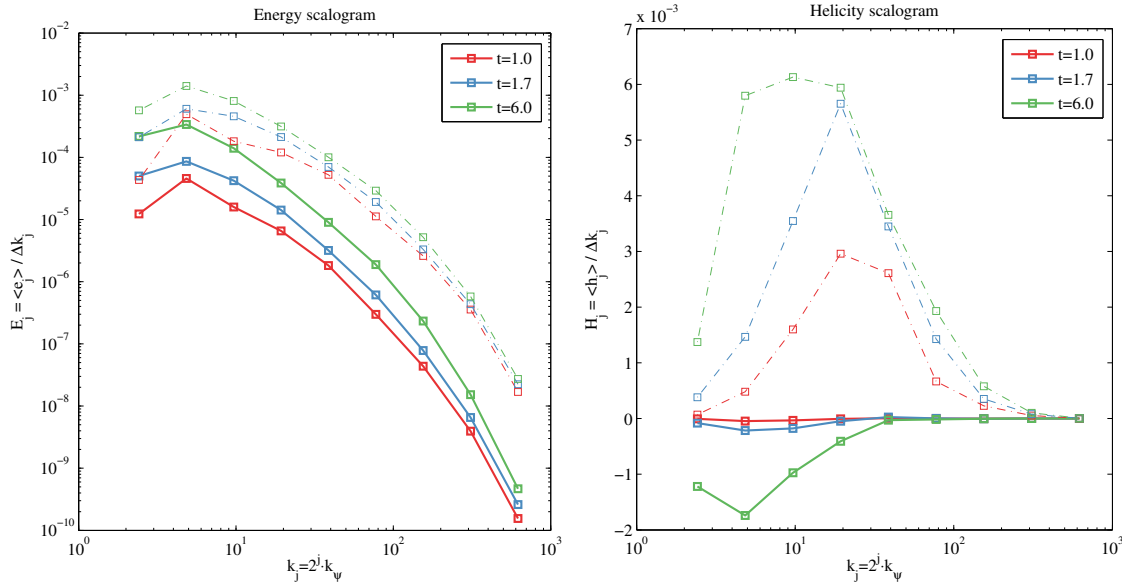 Energy scalogram
10^-2
10^-3
10^-4
10^-5
10^-6
10^-7
10^-8
10^-9
10^-10
E_j = <e_j> / Δk_j
10^0
10^1
10^2
10^3
k_j=2^j·k_ψ
t=1.0
t=1.7
t=6.0
Helicity scalogram
x 10^-3
7
6
5
4
3
2
1
0
−1
−2
H_j = <h_j> / Δk_j
10^0
10^1
10^2
10^3
k_j=2^j·k_ψ
t=1.0
t=1.7
t=6.0